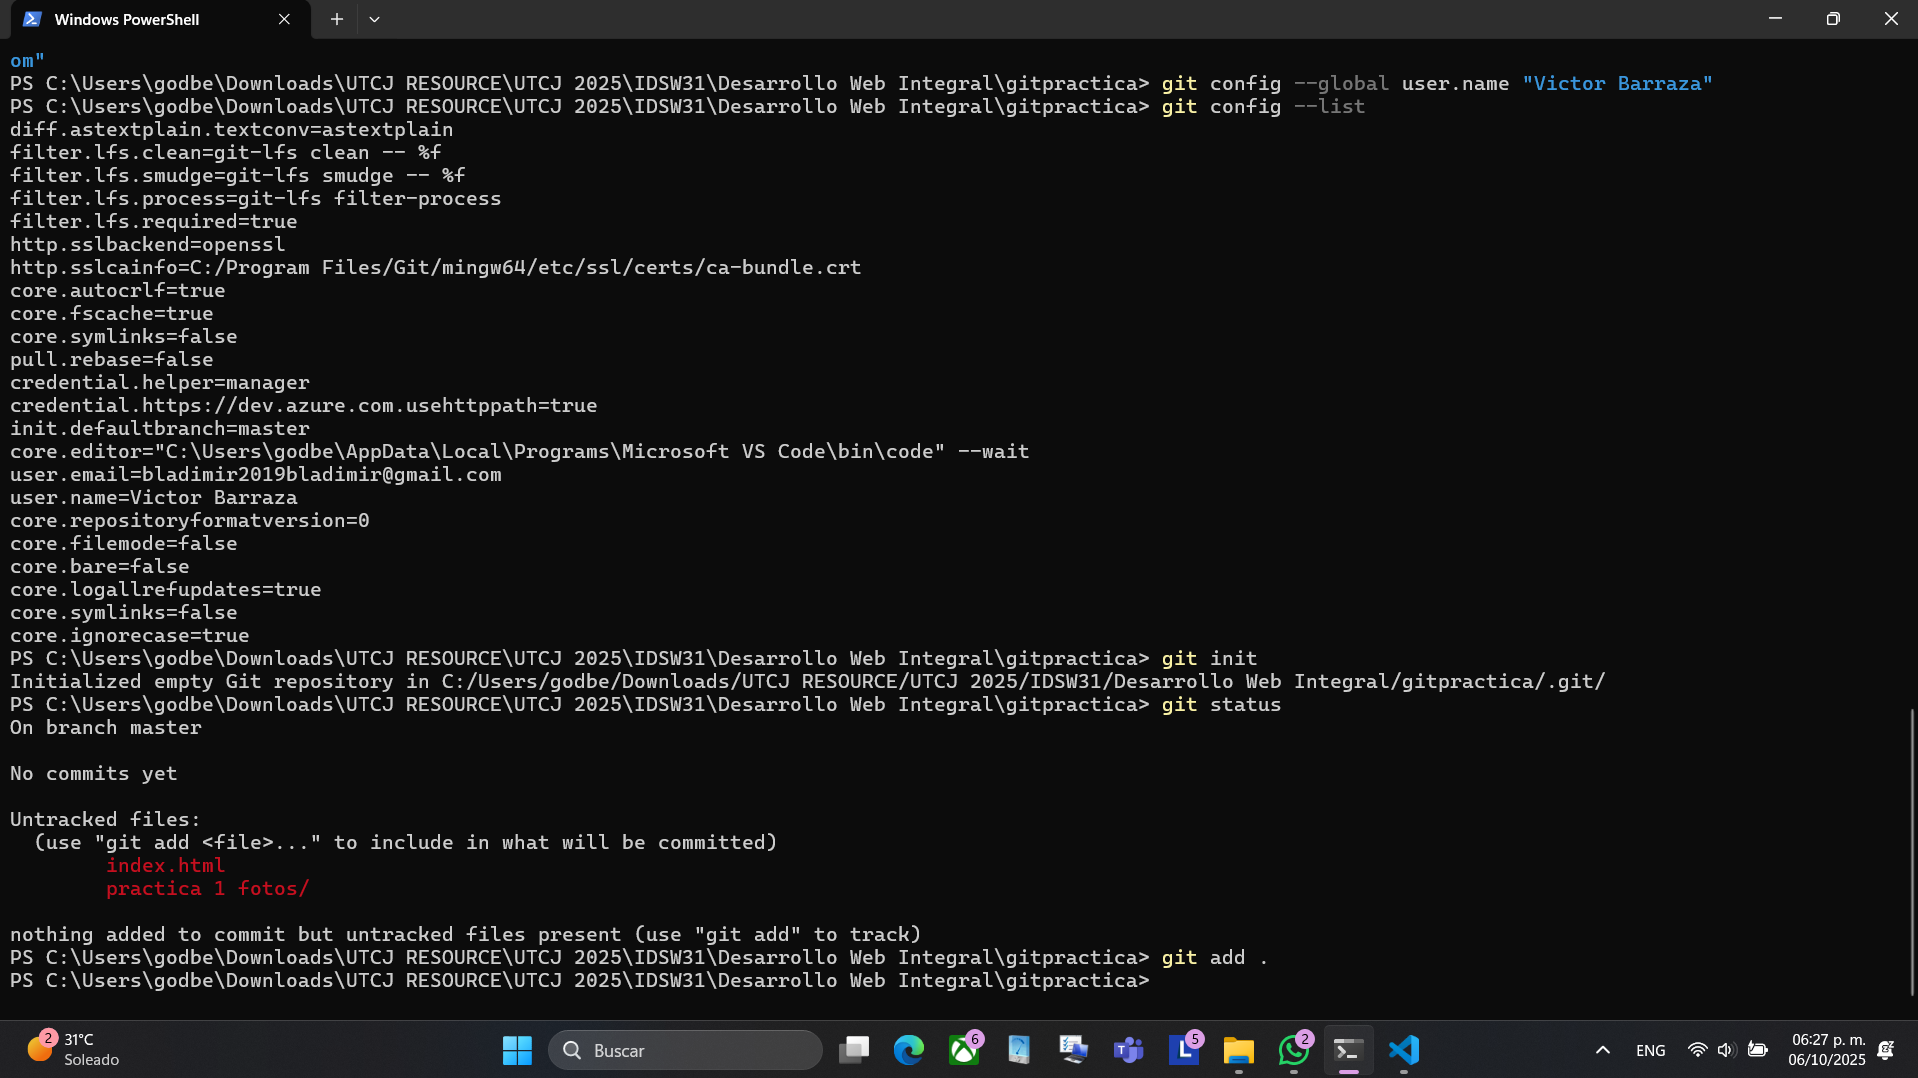 Windows PowerShell
om"
PS C:\Users\godbe\Downloads\UTCJ RESOURCE\UTCJ 2025\IDSW31\Desarrollo Web Integral\gitpractica> git config --global user.name "Victor Barraza"
PS C:\Users\godbe\Downloads\UTCJ RESOURCE\UTCJ 2025\IDSW31\Desarrollo Web Integral\gitpractica> git config --list
diff.astextplain.textconv=astextplain
filter.lfs.clean=git-lfs clean -- %f
filter.lfs.smudge=git-lfs smudge -- %f
filter.lfs.process=git-lfs filter-process
filter.lfs.required=true
http.sslbackend=openssl
http.sslcainfo=C:/Program Files/Git/mingw64/etc/ssl/certs/ca-bundle.crt
core.autocrlf=true
core.fscache=true
core.symlinks=false
pull.rebase=false
credential.helper=manager
credential.https://dev.azure.com.usehttppath=true
init.defaultbranch=master
core.editor="C:\Users\godbe\AppData\Local\Programs\Microsoft VS Code\bin\code" --wait
user.email=bladimir2019bladimir@gmail.com
user.name=Victor Barraza
core.repositoryformatversion=0
core.filemode=false
core.bare=false
core.logallrefupdates=true
core.symlinks=false
core.ignorecase=true
PS C:\Users\godbe\Downloads\UTCJ RESOURCE\UTCJ 2025\IDSW31\Desarrollo Web Integral\gitpractica> git init
Initialized empty Git repository in C:/Users/godbe/Downloads/UTCJ RESOURCE/UTCJ 2025/IDSW31/Desarrollo Web Integral/gitpractica/.git/
PS C:\Users\godbe\Downloads\UTCJ RESOURCE\UTCJ 2025\IDSW31\Desarrollo Web Integral\gitpractica> git status
On branch master
No commits yet
Untracked files:
(use "git add <file>..." to include in what will be committed)
index.html
practica 1 fotos/
nothing added to commit but untracked files present (use "git add" to track)
PS C:\Users\godbe\Downloads\UTCJ RESOURCE\UTCJ 2025\IDSW31\Desarrollo Web Integral\gitpractica> git add .
PS C:\Users\godbe\Downloads\UTCJ RESOURCE\UTCJ 2025\IDSW31\Desarrollo Web Integral\gitpractica>
2
31°C
Soleado
Buscar
6
T
L
5
2
ENG
06:27 p. m.
06/10/2025